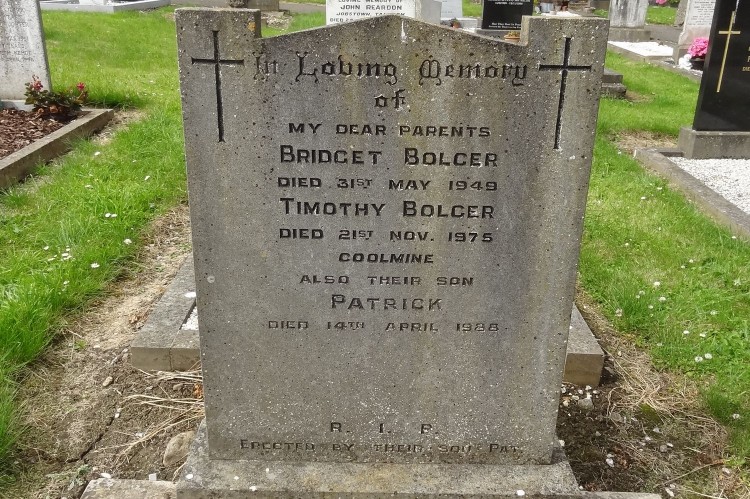 JOHN REARDON
In Loving Memory
of
MY DEAR PARENTS
BRIDGET BOLGER
DIED 31ST MAY 1949
TIMOTHY BOLGER
DIED 21ST NOV. 1975
COOLMINE
ALSO THEIR SON
PATRICK
DIED 14TH APRIL 1988
R. I. P.
ERECTED BY THEIR SON PAT.